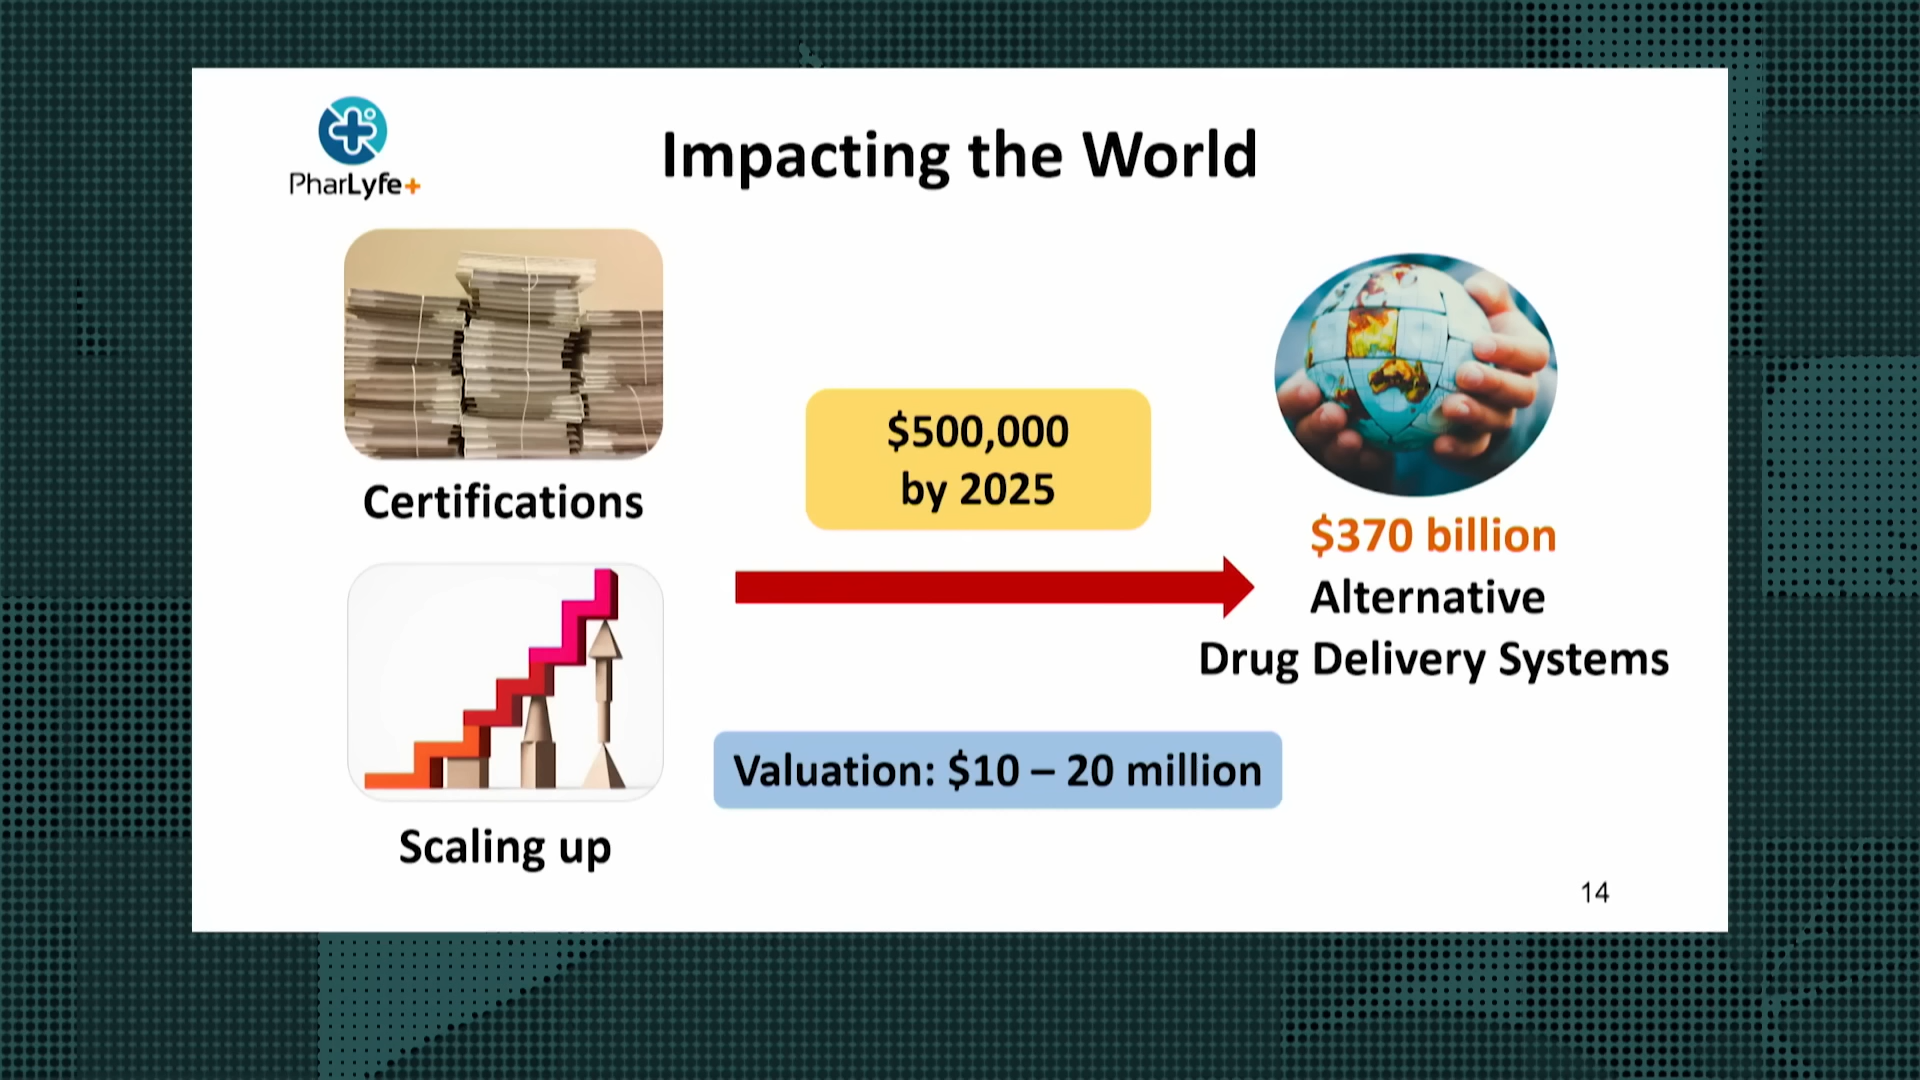 PharLyfe+
Impacting the World
Certifications
Scaling up
$500,000
by 2025
Valuation: $10 – 20 million
$370 billion
Alternative
Drug Delivery Systems
14